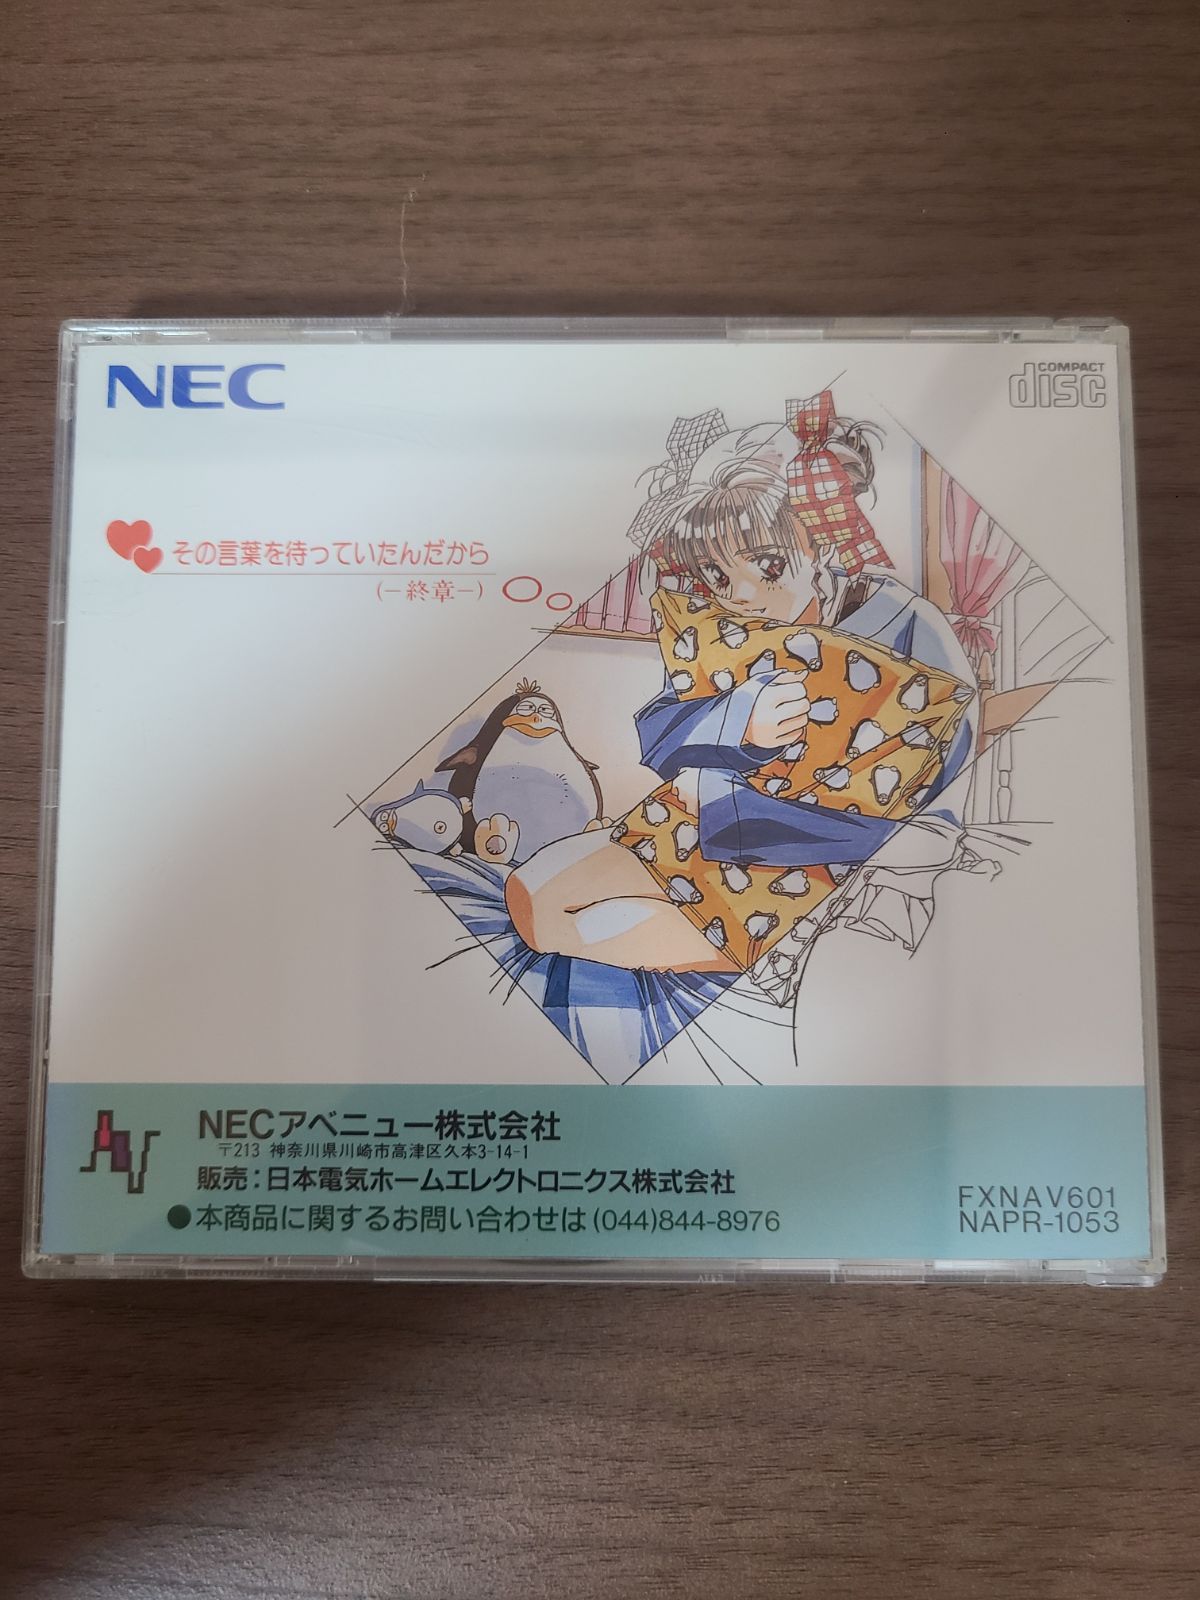 NEC
COMPACT
disc
その言葉を待っていたんだから
(−終章−)
NECアベニュー株式会社
〒213 神奈川県川崎市高津区久本3-14-1
販売：日本電気ホームエレクトロニクス株式会社
●本商品に関するお問い合わせは(044)844-8976
FXNAV601
NAPR-1053